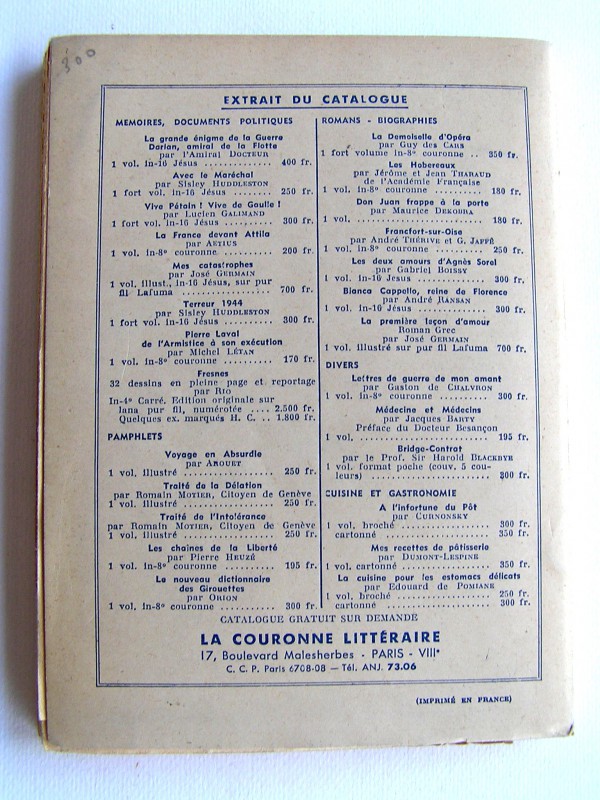 300
EXTRAIT DU CATALOGUE
MEMOIRES, DOCUMENTS POLITIQUES
La grande énigme de la Guerre
Darlan, amiral de la Flotte
par l'Amiral DOCTEUR
1 vol. in-16 Jésus ............ 400 fr.
Avec le Maréchal
par Sisley HUDDLESTON
1 fort vol. in-16 Jésus ........ 250 fr.
Vive Pétain ! Vive de Gaulle !
par Lucien GALIMAND
1 fort vol. in-16 Jésus ........ 300 fr.
La France devant Attila
par AETIUS
1 vol. in-8° couronne ......... 200 fr.
Mes catastrophes
par José GERMAIN
1 vol. illust., in-16 Jésus, sur pur
fil Lafuma .................. 700 fr.
Terreur 1944
par Sisley HUDDLESTON
1 fort vol. in-16 Jésus ........ 300 fr.
Pierre Laval
de l'Armistice à son exécution
par Michel LÉTAN
1 vol. in-8° couronne ......... 170 fr.
Fresnes
32 dessins en pleine page et reportage
par RIO
In-4° Carré. Edition originale sur
lana pur fil, numérotée .... 2.500 fr.
Quelques ex. marqués H. C. .. 1.800 fr.
PAMPHLETS
Voyage en Absurdie
par AROUET
1 vol. illustré ................ 250 fr.
Traité de la Délation
par Romain MOTIER, Citoyen de Genève
1 vol. illustré ................ 250 fr.
Traité de l'Intolérance
par Romain MOTIER, Citoyen de Genève
1 vol. illustré ................ 250 fr.
Les chaînes de la Liberté
par Pierre HEUZÉ
1 vol. in-8° couronne ......... 195 fr.
Le nouveau dictionnaire
des Girouettes
par ORION
1 vol. in-8° couronne ......... 300 fr.
ROMANS - BIOGRAPHIES
La Demoiselle d'Opéra
par Guy des CARS
1 fort volume in-8° couronne .. 350 fr.
Les Hobereaux
par Jérôme et Jean THARAUD
de l'Académie Française
1 vol. in-8° couronne ......... 180 fr.
Don Juan frappe à la porte
par Maurice DEKOBRA
1 vol. ...................... 180 fr.
Francfort-sur-Oise
par André THÉRIVE et G. JAPPÉ
1 vol. in-8° couronne ......... 250 fr.
Les deux amours d'Agnès Sorel
par Gabriel BOISSY
1 vol. in-16 Jesus ............ 300 fr.
Bianca Cappello, reine de Florence
par André RANSAN
1 vol. in-16 Jésus ............ 300 fr.
La première leçon d'amour
Roman Grec
par José GERMAIN
1 vol. illustré sur pur fil Lafuma 700 fr.
DIVERS
Lettres de guerre de mon amant
par Gaston de CHALVRON
1 vol. in-8° couronne ......... 300 fr.
Médecine et Médecins
par Jacques BARTY
Préface du Docteur Besançon
1 vol. ...................... 195 fr.
Bridge-Contrat
par le Prof. Sir Harold BLACKBYR
1 vol. format poche (couv. 5 cou-
leurs) ..................... 300 fr.
CUISINE ET GASTRONOMIE
A l'infortune du Pôt
par CURNONSKY
1 vol. broché ................. 300 fr.
cartonné .................. 350 fr.
Mes recettes de pâtisserie
par DUMONT-LESPINE
1 vol. cartonné ............... 350 fr.
La cuisine pour les estomacs délicats
par Edouard de POMIANE
1 vol. broché ................. 250 fr.
cartonné .................. 300 fr.
CATALOGUE GRATUIT SUR DEMANDE
LA COURONNE LITTÉRAIRE
17, Boulevard Malesherbes - PARIS - VIIIe
C. C. P. Paris 6708-08 — Tél. ANJ. 73.06
(IMPRIMÉ EN FRANCE)